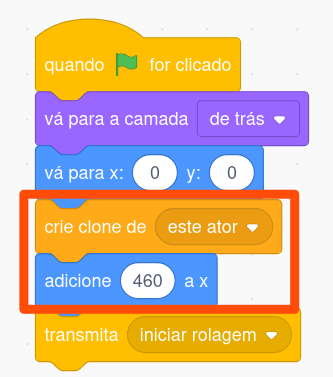 quando for clicado
vá para a camada de trás
vá para x: 0 y: 0
crie clone de este ator
adicione 460 a x
transmita iniciar rolagem